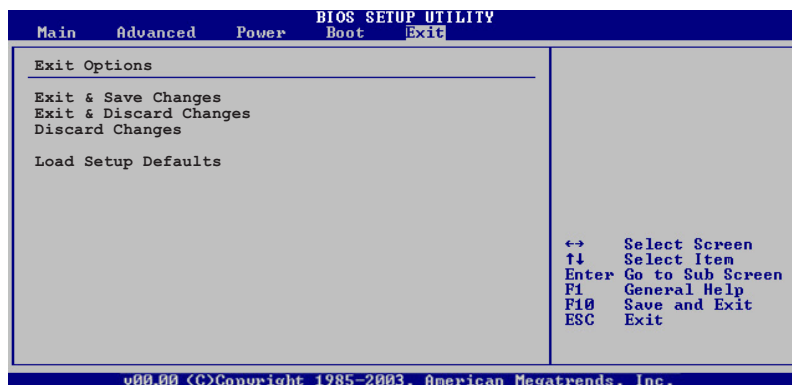 BIOS SETUP UTILITY
Main Advanced Power Boot Exit
Exit Options
Exit & Save Changes
Exit & Discard Changes
Discard Changes
Load Setup Defaults
←→ Select Screen
↑↓ Select Item
Enter Go to Sub Screen
F1 General Help
F10 Save and Exit
ESC Exit
v00.00 (C)Copyright 1985-2003, American Megatrends, Inc.